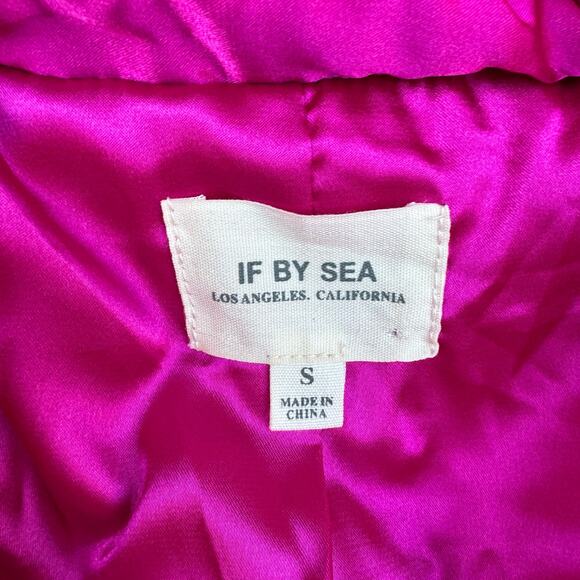 IF BY SEA
LOS ANGELES. CALIFORNIA
S
MADE IN
CHINA